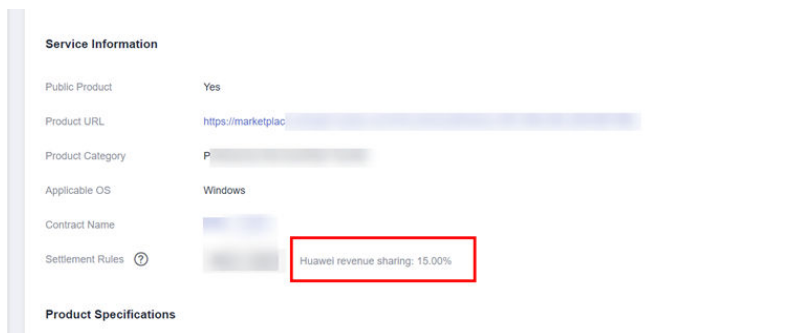 Service Information
Public Product Yes
Product URL https://marketplac
Product Category P
Applicable OS Windows
Contract Name
Settlement Rules ? Huawei revenue sharing: 15.00%
Product Specifications